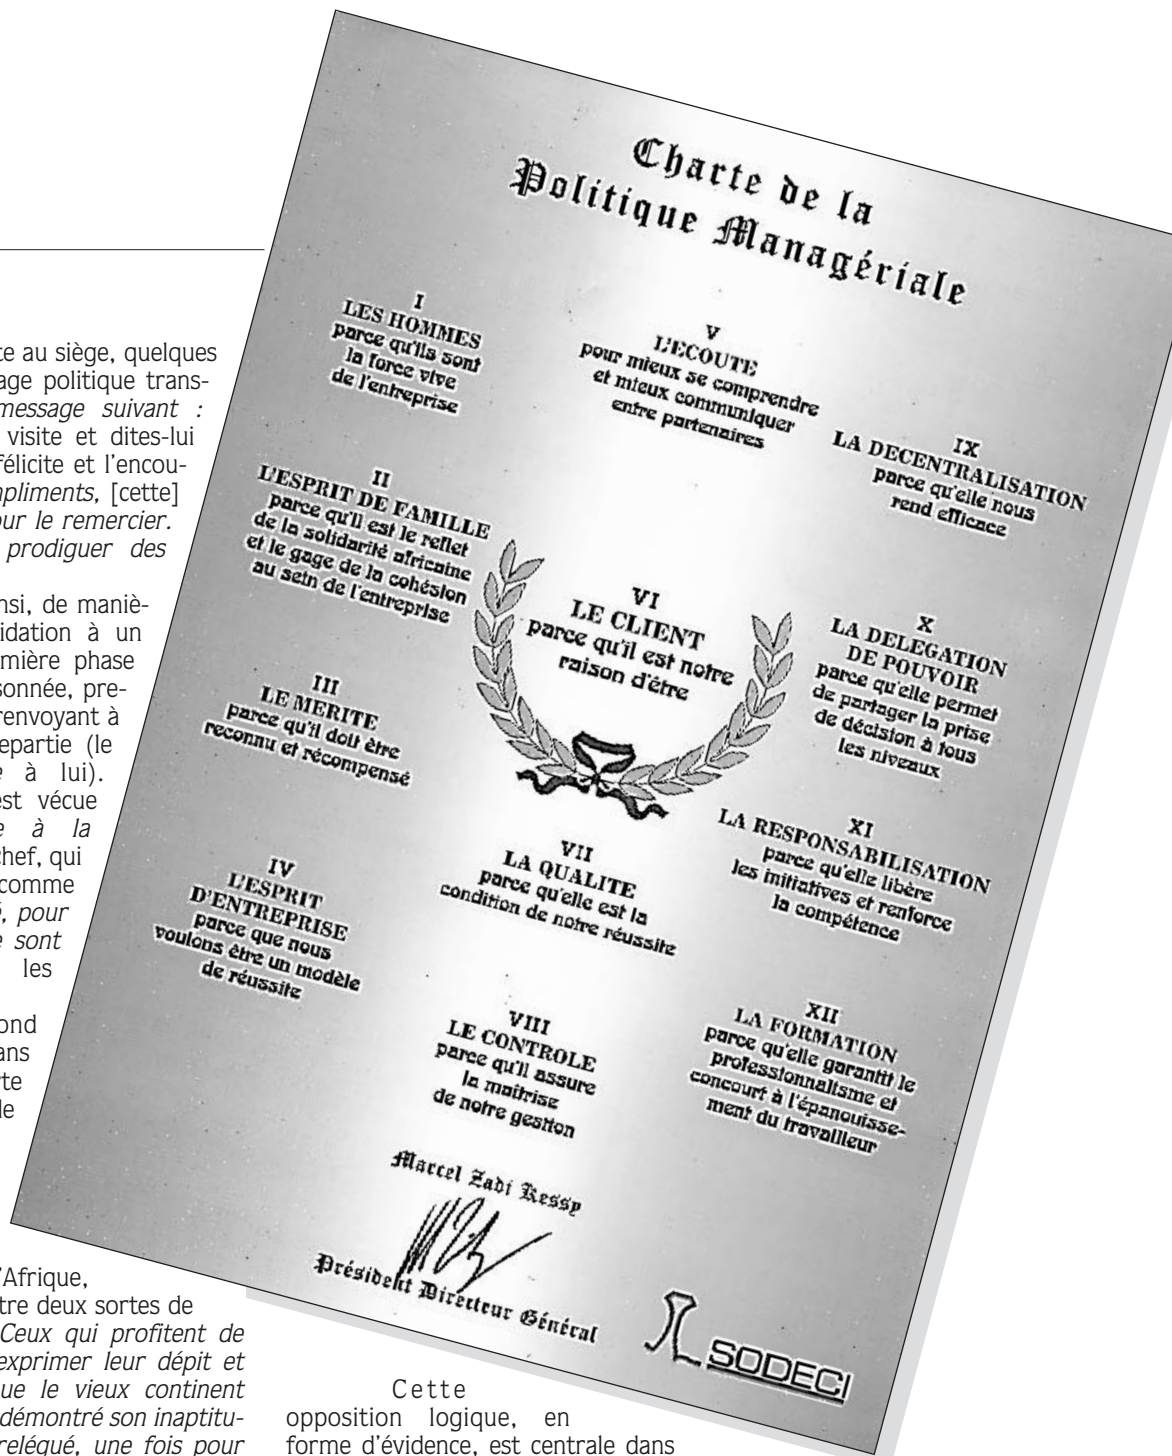 te au siège, quelques
age politique trans-
message suivant :
visite et dites-lui
félicite et l'encou-
mpliments, [cette]
our le remercier.
prodiguer des
nsi, de maniè-
idation à un
mière phase
sonnée, pre-
renvoyant à
epartie (le
e à lui).
est vécue
e à la
chef, qui
comme
é, pour
e sont
les
ond
ans
rte
le
'Afrique,
tre deux sortes de
Ceux qui profitent de
exprimer leur dépit et
ue le vieux continent
démontré son inaptitu-
relégué, une fois pour
Charte de la
Politique Managériale
I
LES HOMMES
parce qu'ils sont
la force vive
de l'entreprise
II
L'ESPRIT DE FAMILLE
parce qu'il est le reflet
de la solidarité africaine
et le gage de la cohésion
au sein de l'entreprise
III
LE MERITE
parce qu'il doit être
reconnu et récompensé
IV
L'ESPRIT
D'ENTREPRISE
parce que nous
voulons être un modèle
de réussite
V
L'ECOUTE
pour mieux se comprendre
et mieux communiquer
entre partenaires
VI
LE CLIENT
parce qu'il est notre
raison d'être
VII
LA QUALITE
parce qu'elle est la
condition de notre réussite
VIII
LE CONTROLE
parce qu'il assure
la maîtrise
de notre gestion
IX
LA DECENTRALISATION
parce qu'elle nous
rend efficace
X
LA DELEGATION
DE POUVOIR
parce qu'elle permet
de partager la prise
de décision à tous
les niveaux
XI
LA RESPONSABILISATION
parce qu'elle libère
les initiatives et renforce
la compétence
XII
LA FORMATION
parce qu'elle garantit le
professionnalisme et
concourt à l'épanouisse-
ment du travailleur
Marcel Zadi Kessy
Président Directeur Général
SODECI
Cette
opposition logique, en
forme d'évidence, est centrale dans